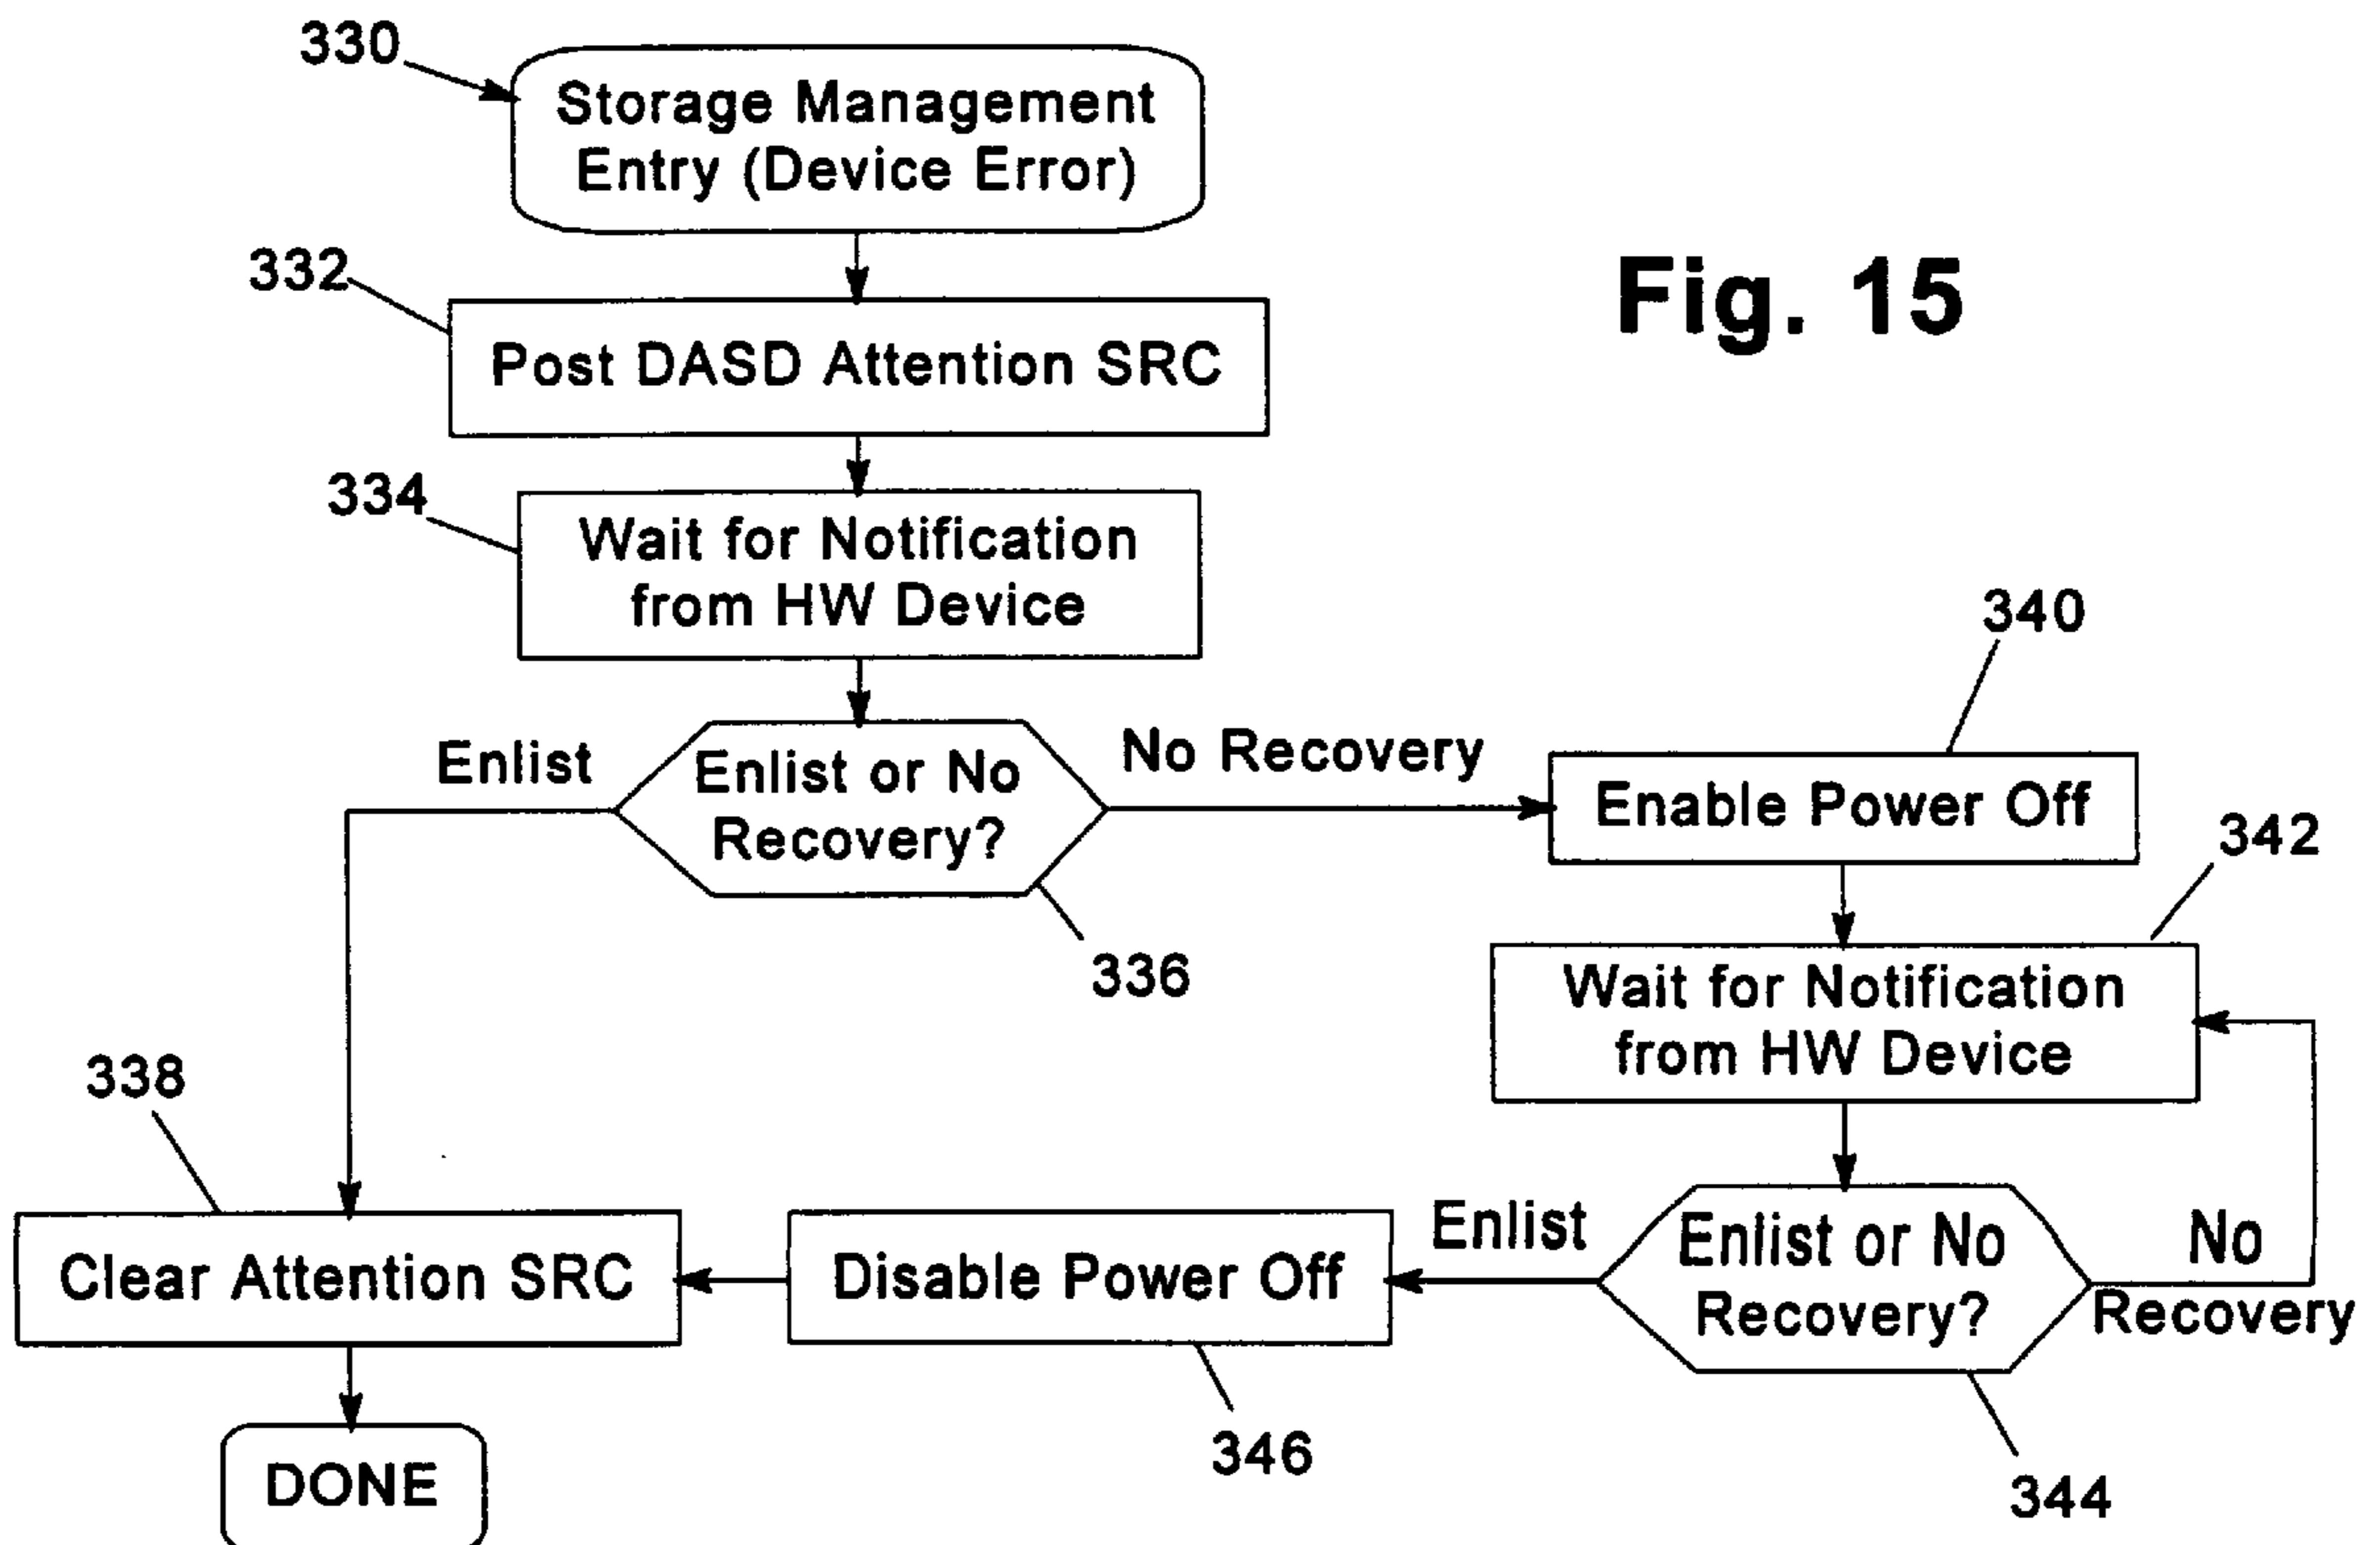 330
Storage Management
Entry (Device Error)
332
Fig. 15
Post DASD Attention SRC
334
Wait for Notification
from HW Device
340
Enlist
Enlist or No
Recovery?
No Recovery
Enable Power Off
342
336
Wait for Notification
from HW Device
338
Clear Attention SRC
Disable Power Off
Enlist
Enlist or No
Recovery?
No
Recovery
346
344
DONE